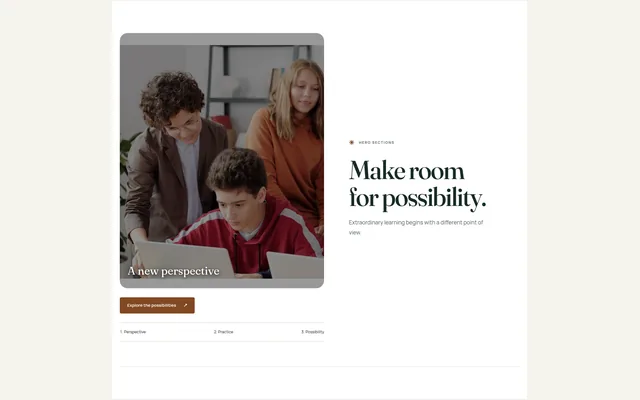 HERO SECTIONS
Make room
for possibility.
Extraordinary learning begins with a different point of
view.
A new perspective
Explore the possibilities ↗
1 Perspective
2 Practice
3 Possibility